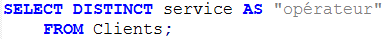 SELECT DISTINCT service AS "opérateur"
FROM Clients;